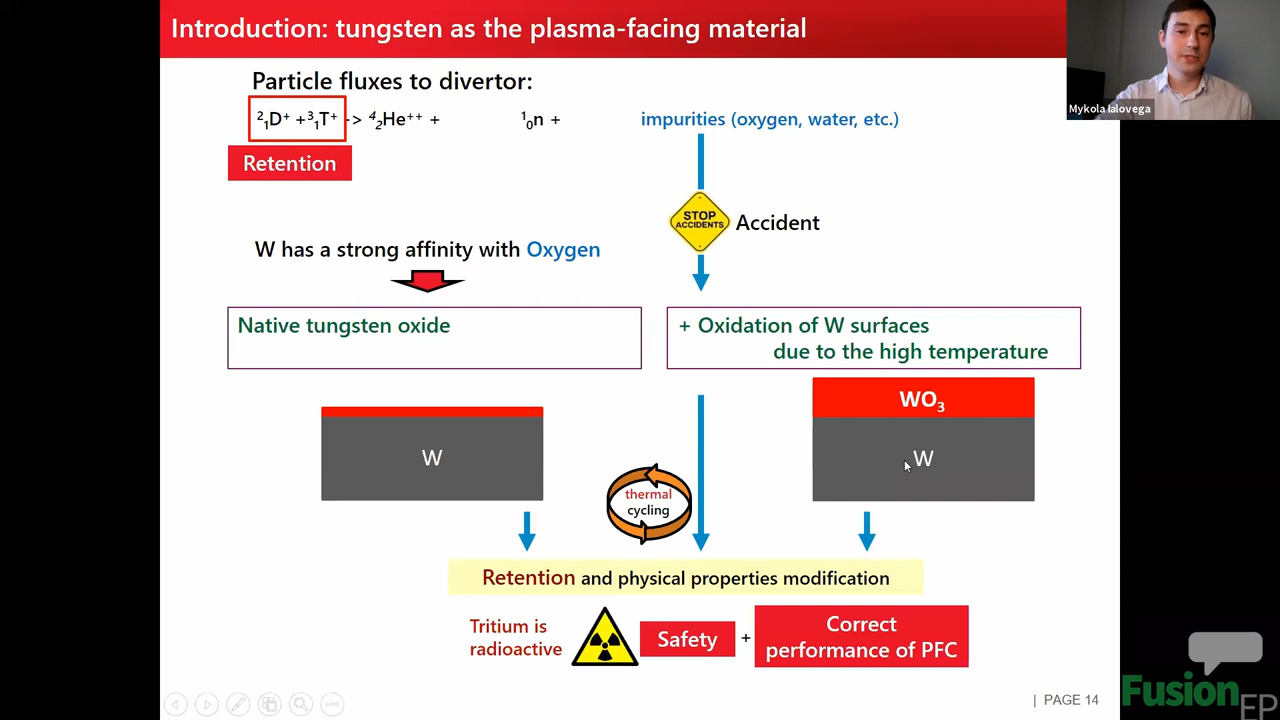 Introduction: tungsten as the plasma-facing material
Mykola Ialovega
Particle fluxes to divertor:
²₁D⁺ +³₁T⁺ -> ⁴₂He⁺⁺ + ¹₀n + impurities (oxygen, water, etc.)
Retention
STOP
ACCIDENTS
Accident
W has a strong affinity with Oxygen
Native tungsten oxide
+ Oxidation of W surfaces
due to the high temperature
WO₃
W
W
thermal
cycling
Retention and physical properties modification
Tritium is
radioactive
Safety
+
Correct
performance of PFC
| PAGE 14
Fusion
EP